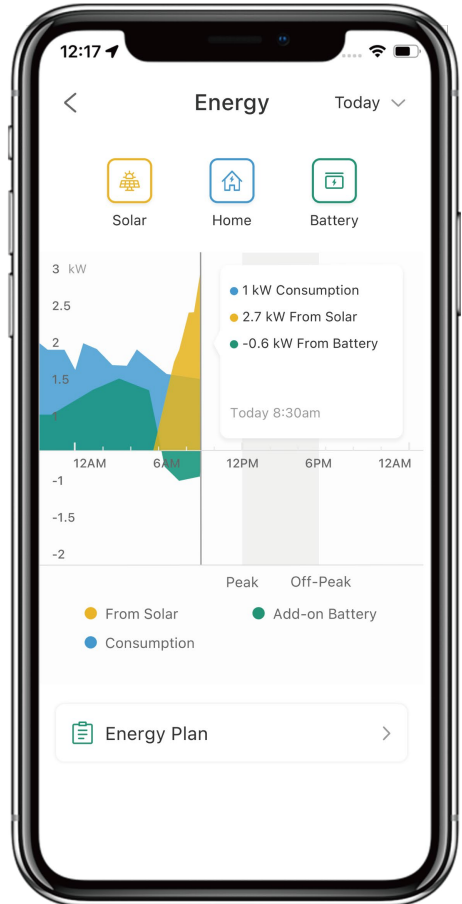 12:17
Energy
Today
Solar
Home
Battery
3 kW
2.5
2
1.5
1
1 kW Consumption
2.7 kW From Solar
-0.6 kW From Battery
Today 8:30am
12AM
6AM
12PM
6PM
12AM
-1
-1.5
-2
Peak
Off-Peak
From Solar
Add-on Battery
Consumption
Energy Plan